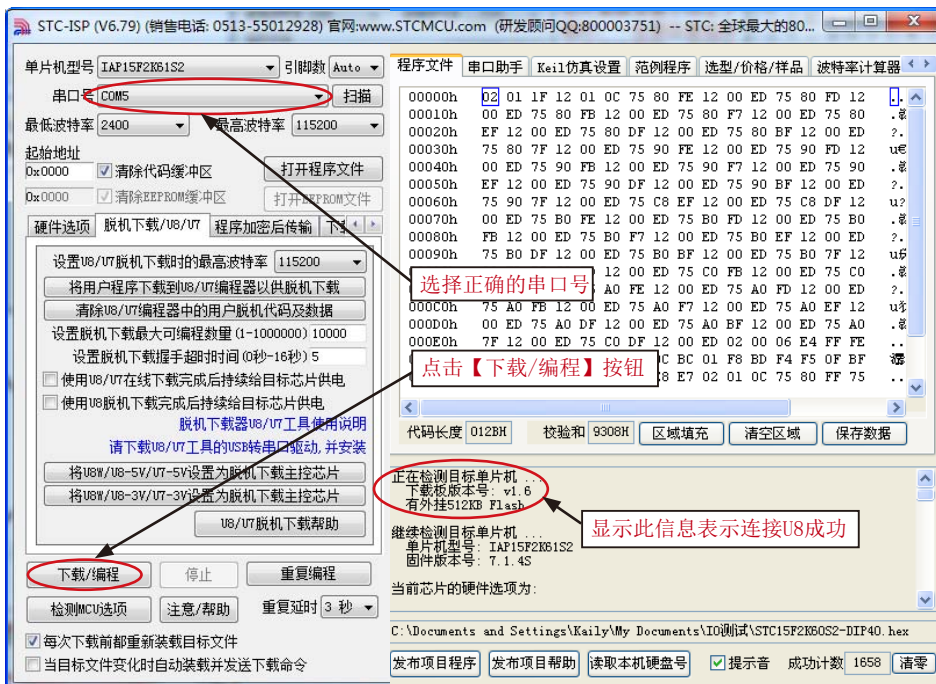 STC-ISP (V6.79) (销售电话: 0513-55012928) 官网:www.STCMCU.com (研发顾问QQ:800003751) -- STC: 全球最大的80...
单片机型号 IAP15F2K61S2 引脚数 Auto
串口号 COM5 扫描
最低波特率 2400 最高波特率 115200
起始地址
0x0000 清除代码缓冲区 打开程序文件
0x0000 清除EEPROM缓冲区 打开EEPROM文件
硬件选项 脱机下载/U8/U7 程序加密后传输
设置U8/U7脱机下载时的最高波特率 115200
将用户程序下载到U8/U7编程器以供脱机下载
清除U8/U7编程器中的用户脱机代码及数据
设置脱机下载最大可编程数量(1-1000000) 10000
设置脱机下载握手超时时间(0秒-16秒) 5
使用U8/U7在线下载完成后持续给目标芯片供电
使用U8脱机下载完成后持续给目标芯片供电
脱机下载器U8/U7工具使用说明
请下载U8/U7工具的USB转串口驱动,并安装
将U8W/U8-5V/U7-5V设置为脱机下载主控芯片
将U8W/U8-3V/U7-3V设置为脱机下载主控芯片
U8/U7脱机下载帮助
下载/编程 停止 重复编程
检测MCU选项 注意/帮助 重复延时 3 秒
每次下载前都重新装载目标文件
当目标文件变化时自动装载并发送下载命令
程序文件 串口助手 Keil仿真设置 范例程序 选型/价格/样品 波特率计算器
00000h 02 01 1F 12 01 0C 75 80 FE 12 00 ED 75 80 FD 12
00010h 00 ED 75 80 FB 12 00 ED 75 80 F7 12 00 ED 75 80
00020h EF 12 00 ED 75 80 DF 12 00 ED 75 80 BF 12 00 ED ?.
00030h 75 80 7F 12 00 ED 75 90 FE 12 00 ED 75 90 FD 12 u€
00040h 00 ED 75 90 FB 12 00 ED 75 90 F7 12 00 ED 75 90
00050h EF 12 00 ED 75 90 DF 12 00 ED 75 90 BF 12 00 ED ?.
00060h 75 90 7F 12 00 ED 75 C8 EF 12 00 ED 75 C8 DF 12 u?
00070h 00 ED 75 B0 FE 12 00 ED 75 B0 FD 12 00 ED 75 B0
00080h FB 12 00 ED 75 B0 F7 12 00 ED 75 B0 EF 12 00 ED ?.
00090h 75 B0 DF 12 00 ED 75 B0 BF 12 00 ED 75 B0 7F 12
12 00 ED 75 C0 FB 12 00 ED 75 C0
A0 FE 12 00 ED 75 A0 FD 12 00 ED ?.
000C0h 75 A0 FB 12 00 ED 75 A0 F7 12 00 ED 75 A0 EF 12
000D0h 00 ED 75 A0 DF 12 00 ED 75 A0 BF 12 00 ED 75 A0
000E0h 7F 12 00 ED 75 C0 DF 12 00 ED 02 00 06 E4 FF FE ..
BC 01 F8 BD F4 F5 0F BF
E7 02 01 0C 75 80 FF 75 ..
选择正确的串口号
点击【下载/编程】按钮
代码长度 012BH 校验和 9308H 区域填充 清空区域 保存数据
正在检测目标单片机 ...
下载板版本号: v1.6
有外挂512KB Flash
显示此信息表示连接U8成功
继续检测目标单片机 ...
单片机型号: IAP15F2K61S2
固件版本号: 7.1.4S
当前芯片的硬件选项为:
C:\Documents and Settings\Kaily\My Documents\IO测试\STC15F2K60S2-DIP40.hex
发布项目程序 发布项目帮助 读取本机硬盘号 提示音 成功计数 1658 清零